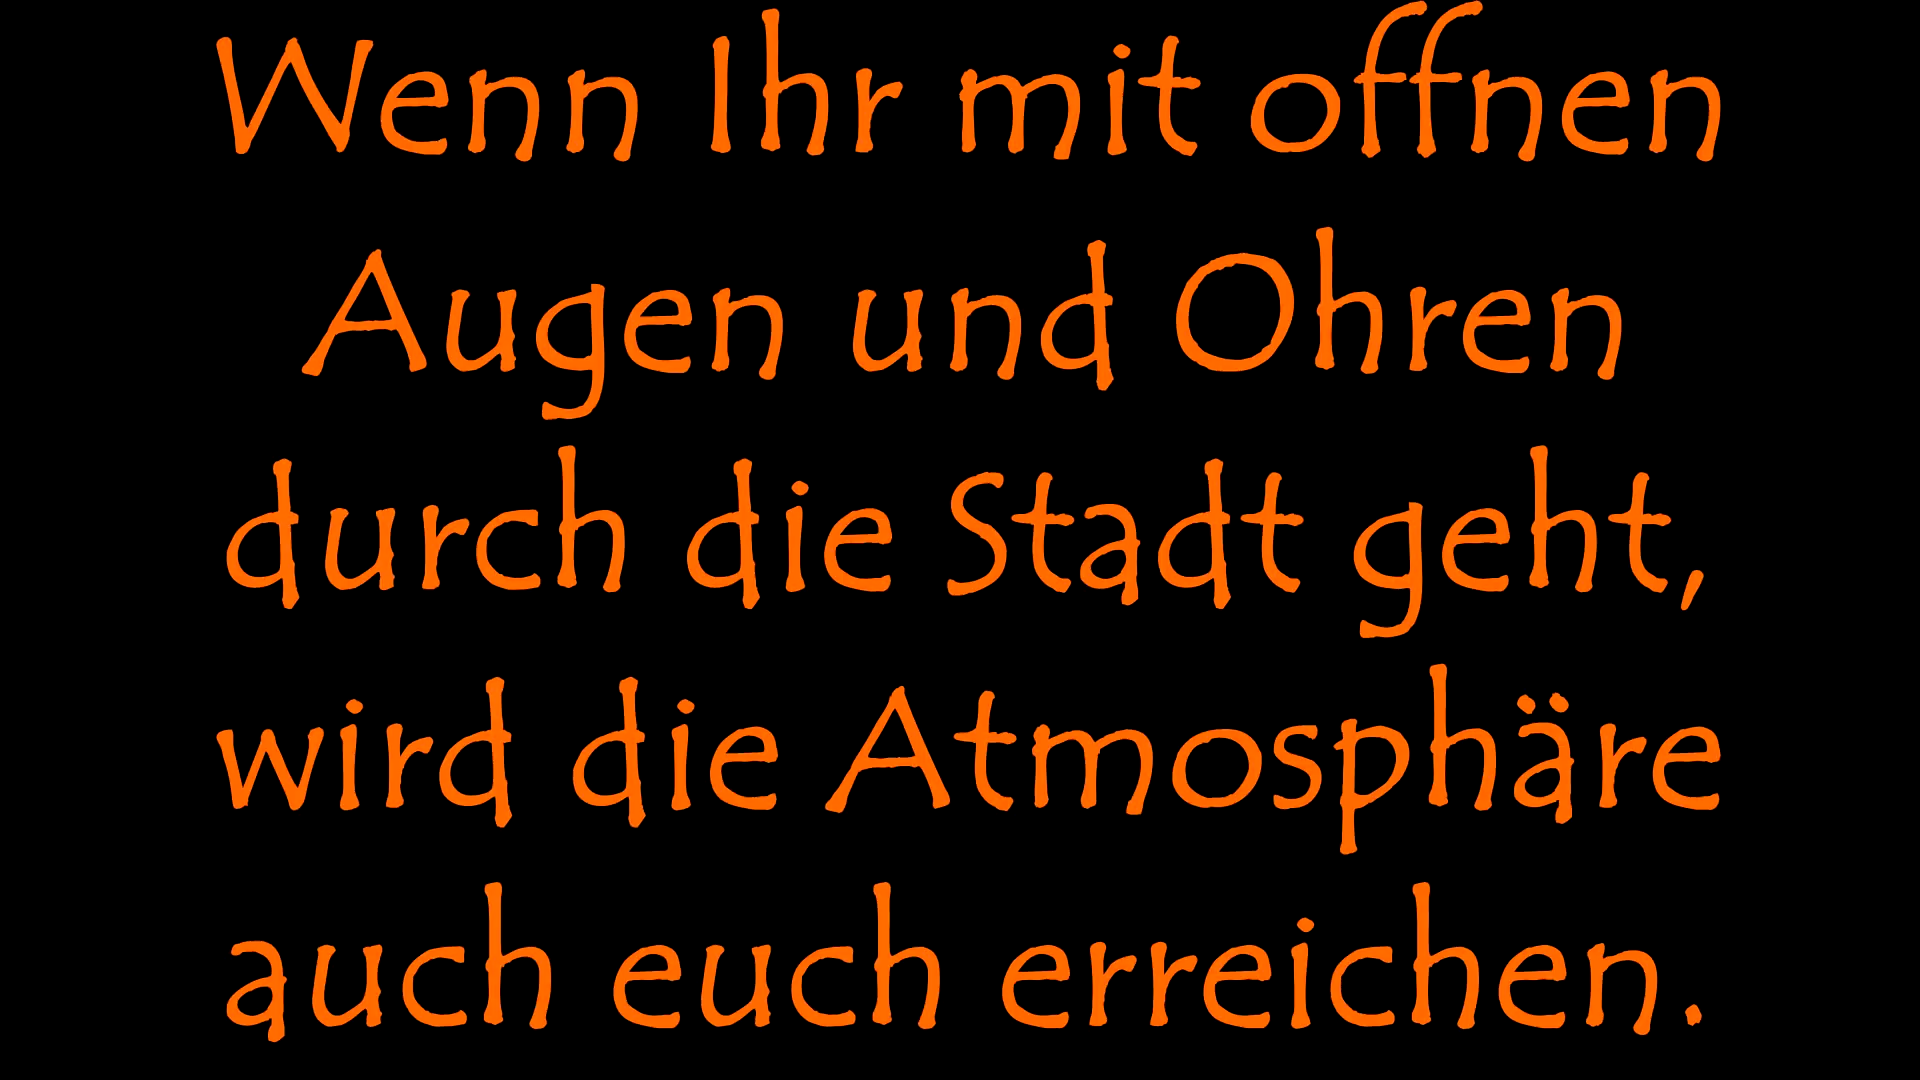 Wenn Ihr mit offnen
Augen und Ohren
durch die Stadt geht,
wird die Atmosphäre
auch euch erreichen.